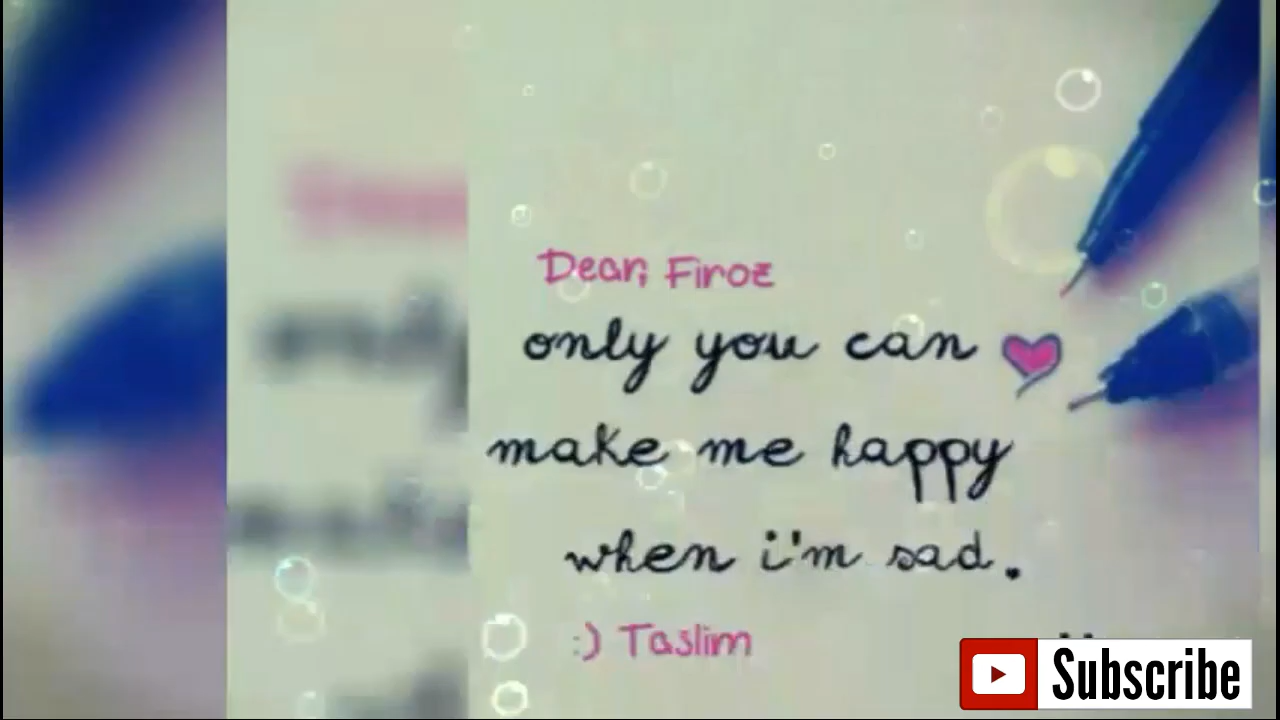 Dear; Firoz
only you can
make me happy
when i'm sad.
:) Taslim
Subscribe